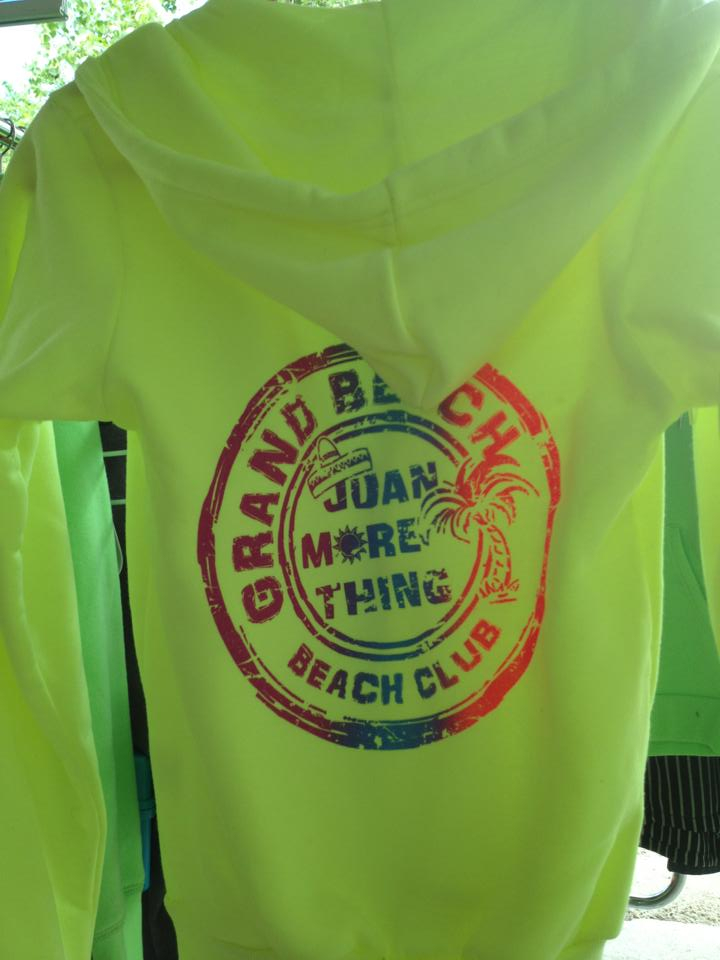 GRAND BEACH
JUAN
MORE
THING
BEACH CLUB